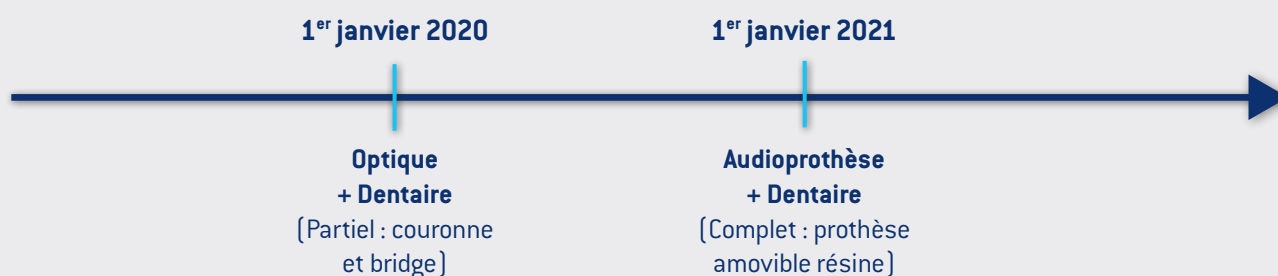 1er janvier 2020
1er janvier 2021
Optique
+ Dentaire
(Partiel : couronne
et bridge)
Audioprothèse
+ Dentaire
(Complet : prothèse
amovible résine)